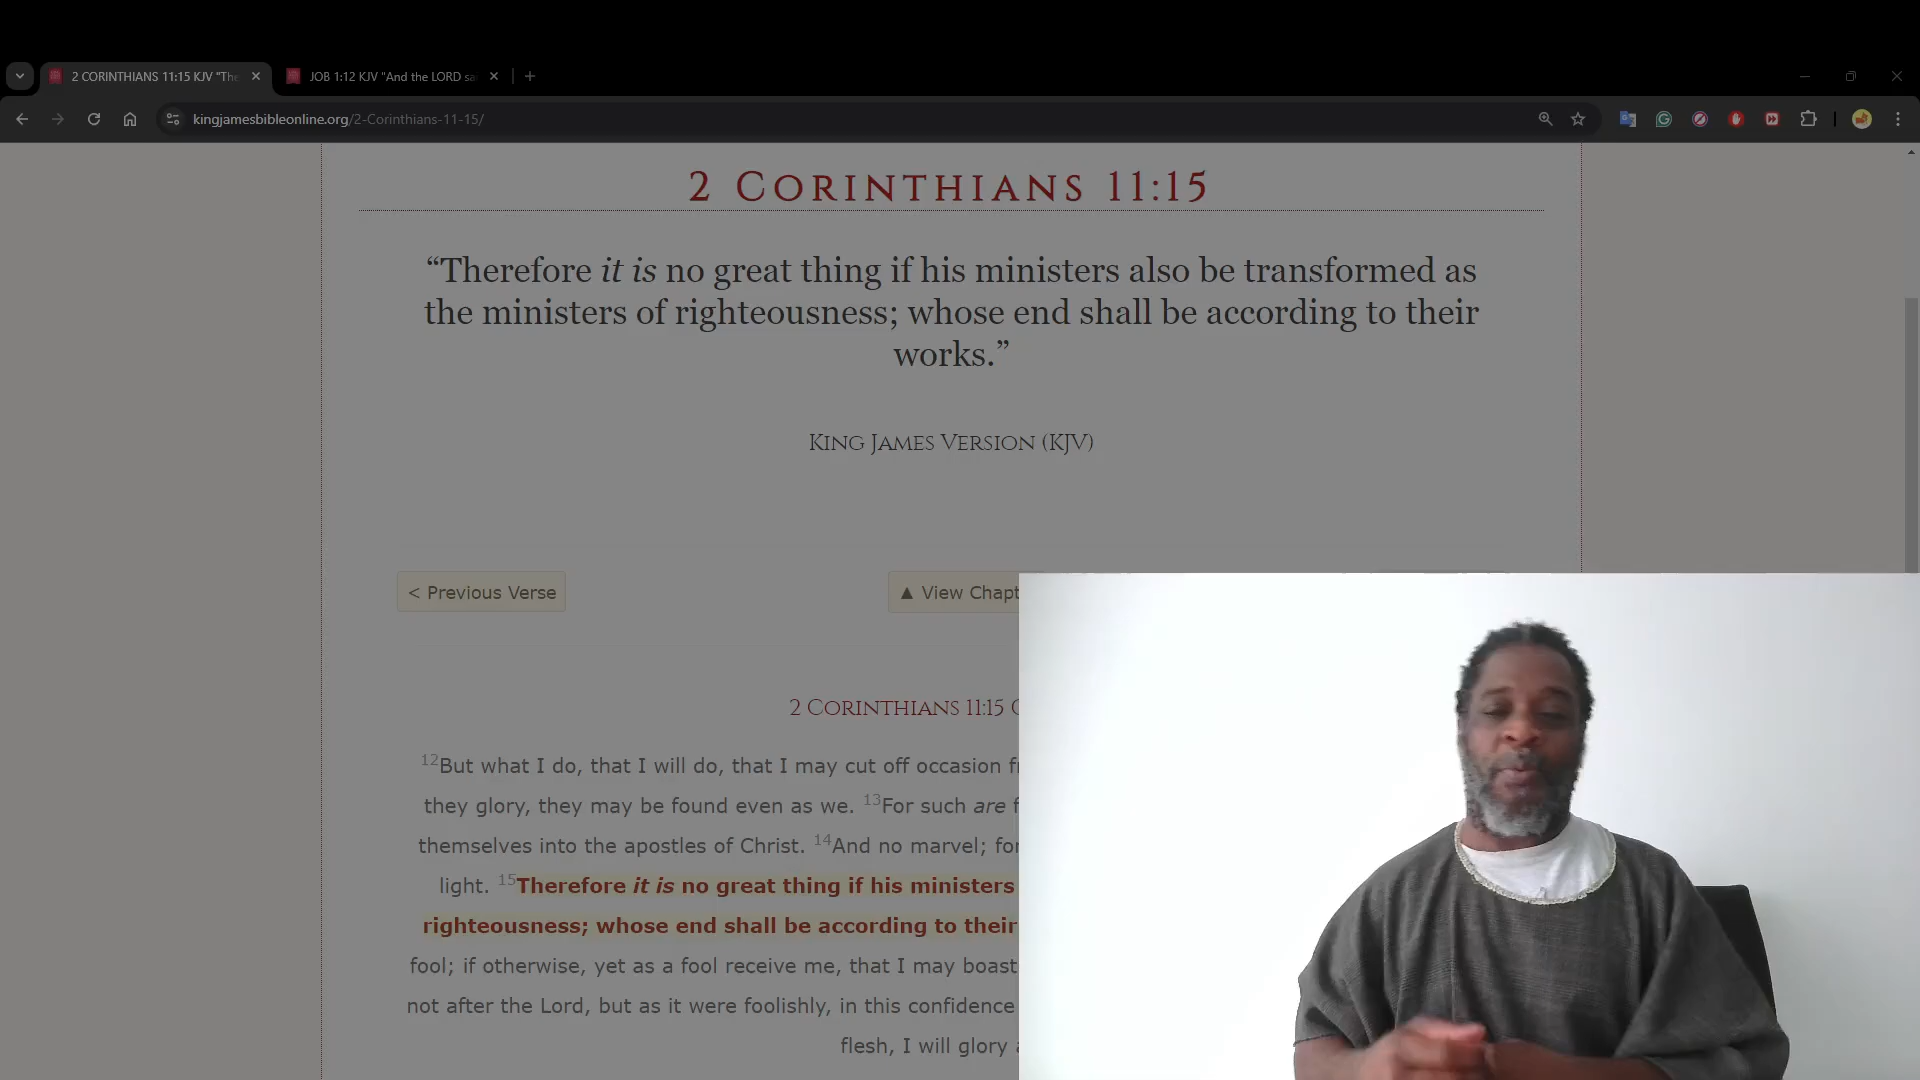 2 CORINTHIANS 11:15 KJV "The
JOB 1:12 KJV "And the LORD sa
kingjamesbibleonline.org/2-Corinthians-11-15/
2 CORINTHIANS 11:15
“Therefore it is no great thing if his ministers also be transformed as
the ministers of righteousness; whose end shall be according to their
works.”
KING JAMES VERSION (KJV)
< Previous Verse
▲ View Chapt
2 CORINTHIANS 11:15
12But what I do, that I will do, that I may cut off occasion
they glory, they may be found even as we. 13For such are
themselves into the apostles of Christ. 14And no marvel; for
light. 15Therefore it is no great thing if his ministers
righteousness; whose end shall be according to their
fool; if otherwise, yet as a fool receive me, that I may boast
not after the Lord, but as it were foolishly, in this confidence
flesh, I will glory